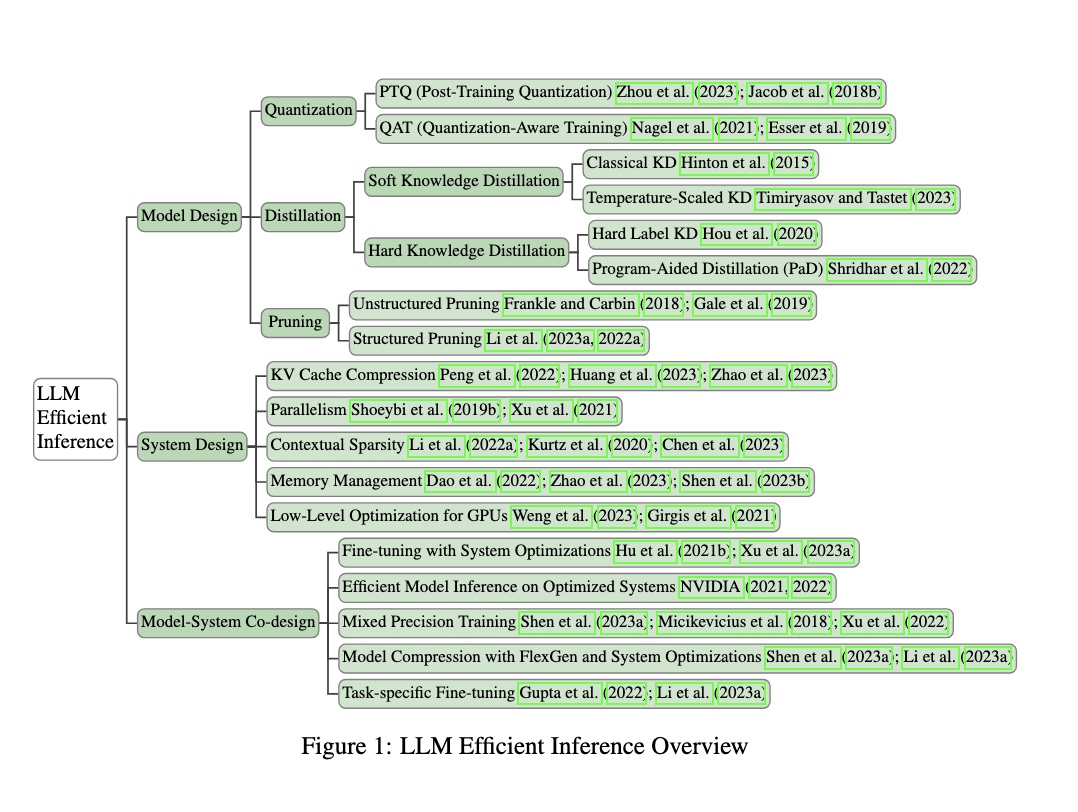 LLM
Efficient
Inference
Model Design
Quantization
PTQ (Post-Training Quantization) Zhou et al. (2023); Jacob et al. (2018b)
QAT (Quantization-Aware Training) Nagel et al. (2021); Esser et al. (2019)
Distillation
Soft Knowledge Distillation
Classical KD Hinton et al. (2015)
Temperature-Scaled KD Timiryasov and Tastet (2023)
Hard Knowledge Distillation
Hard Label KD Hou et al. (2020)
Program-Aided Distillation (PaD) Shridhar et al. (2022)
Pruning
Unstructured Pruning Frankle and Carbin (2018); Gale et al. (2019)
Structured Pruning Li et al. (2023a, 2022a)
System Design
KV Cache Compression Peng et al. (2022); Huang et al. (2023); Zhao et al. (2023)
Parallelism Shoeybi et al. (2019b); Xu et al. (2021)
Contextual Sparsity Li et al. (2022a); Kurtz et al. (2020); Chen et al. (2023)
Memory Management Dao et al. (2022); Zhao et al. (2023); Shen et al. (2023b)
Low-Level Optimization for GPUs Weng et al. (2023); Girgis et al. (2021)
Model-System Co-design
Fine-tuning with System Optimizations Hu et al. (2021b); Xu et al. (2023a)
Efficient Model Inference on Optimized Systems NVIDIA (2021, 2022)
Mixed Precision Training Shen et al. (2023a); Micikevicius et al. (2018); Xu et al. (2022)
Model Compression with FlexGen and System Optimizations Shen et al. (2023a); Li et al. (2023a)
Task-specific Fine-tuning Gupta et al. (2022); Li et al. (2023a)
Figure 1: LLM Efficient Inference Overview